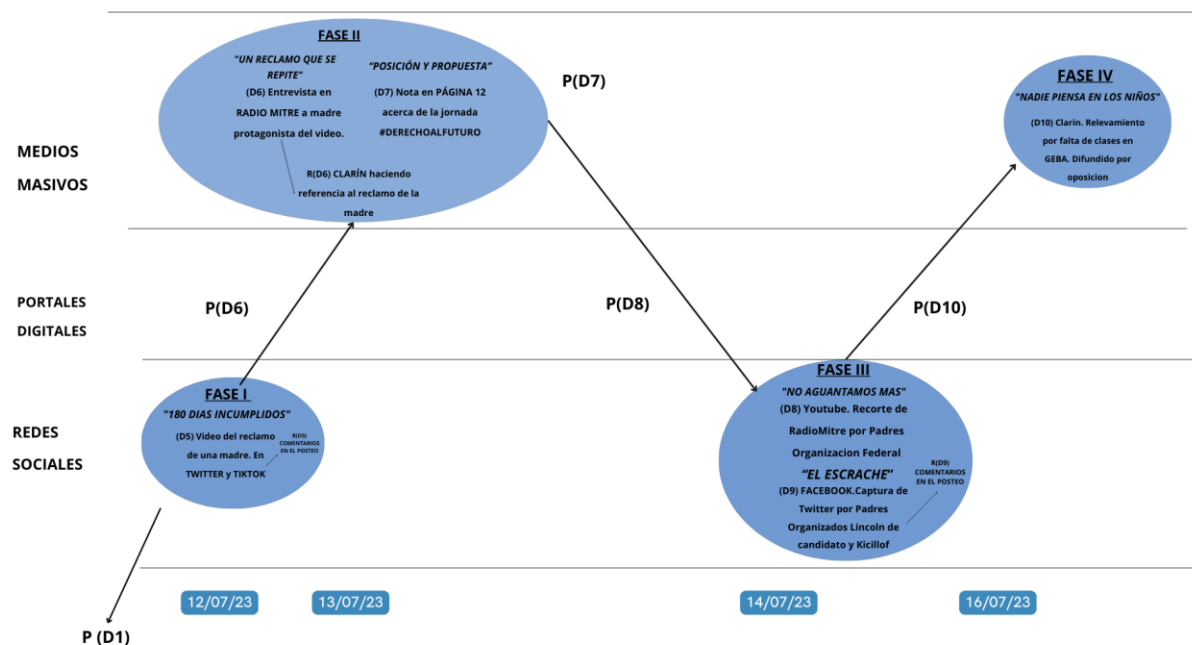 FASE II
"UN RECLAMO QUE SE
REPITE"
(D6) Entrevista en
RADIO MITRE a madre
protagonista del video.
"POSICIÓN Y PROPUESTA"
(D7) Nota en PÁGINA 12
acerca de la jornada
#DERECHOALFUTURO
R(D6) CLARÍN haciendo
referencia al reclamo de la
madre
P(D7)
FASE IV
"NADIE PIENSA EN LOS NIÑOS"
(D10) Clarin. Relevamiento
por falta de clases en
GEBA. Difundido por
oposicion
MEDIOS
MASIVOS
PORTALES
DIGITALES
P(D6)
P(D8)
P(D10)
REDES
SOCIALES
FASE I
"180 DIAS INCUMPLIDOS"
(D5) Video del reclamo
de una madre. En
TWITTER y TIKTOK
R(D5)
COMENTARIOS
EN EL POSTEO
FASE III
"NO AGUANTAMOS MAS"
(D8) Youtube. Recorte de
RadioMitre por Padres
Organizacion Federal
"EL ESCRACHE"
(D9) FACEBOOK.Captura de
Twitter por Padres
Organizados Lincoln de
candidato y Kicillof
R(D9)
COMENTARIOS
EN EL POSTEO
12/07/23
13/07/23
14/07/23
16/07/23
P (D1)